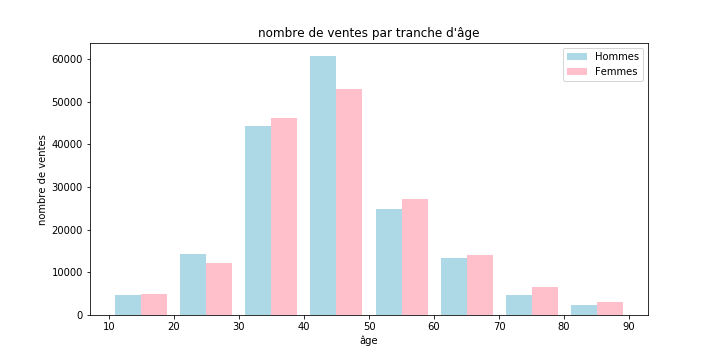 nombre de ventes par tranche d'âge
Hommes
Femmes
nombre de ventes
60000
50000
40000
30000
20000
10000
0
10 20 30 40 50 60 70 80 90
âge